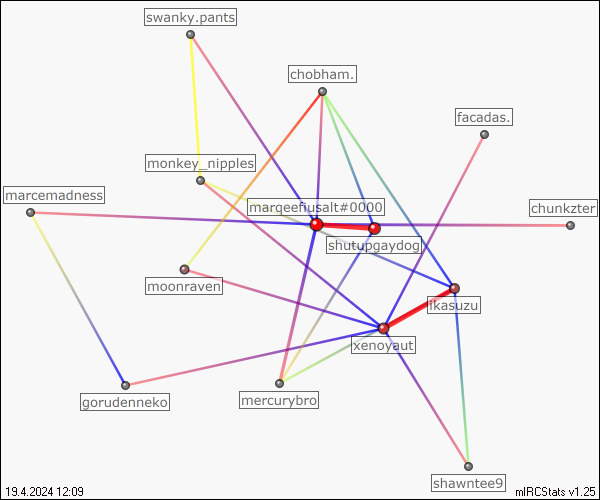 swanky.pants
chobham.
facadas.
monkey_nipples
marcemadness
margeefiusalt#0000
chunkzter
shutupgaydog
moonraven
ikasuzu
xenoyaut
gorudenneko
mercurybro
shawntee9
19.4.2024 12:09
mIRCStats v1.25